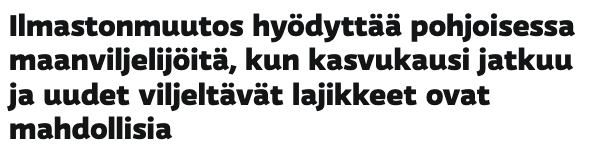 Ilmastonmuutos hyödyttää pohjoisessa
maanviljelijöitä, kun kasvukausi jatkuu
ja uudet viljeltävät lajikkeet ovat
mahdollisia